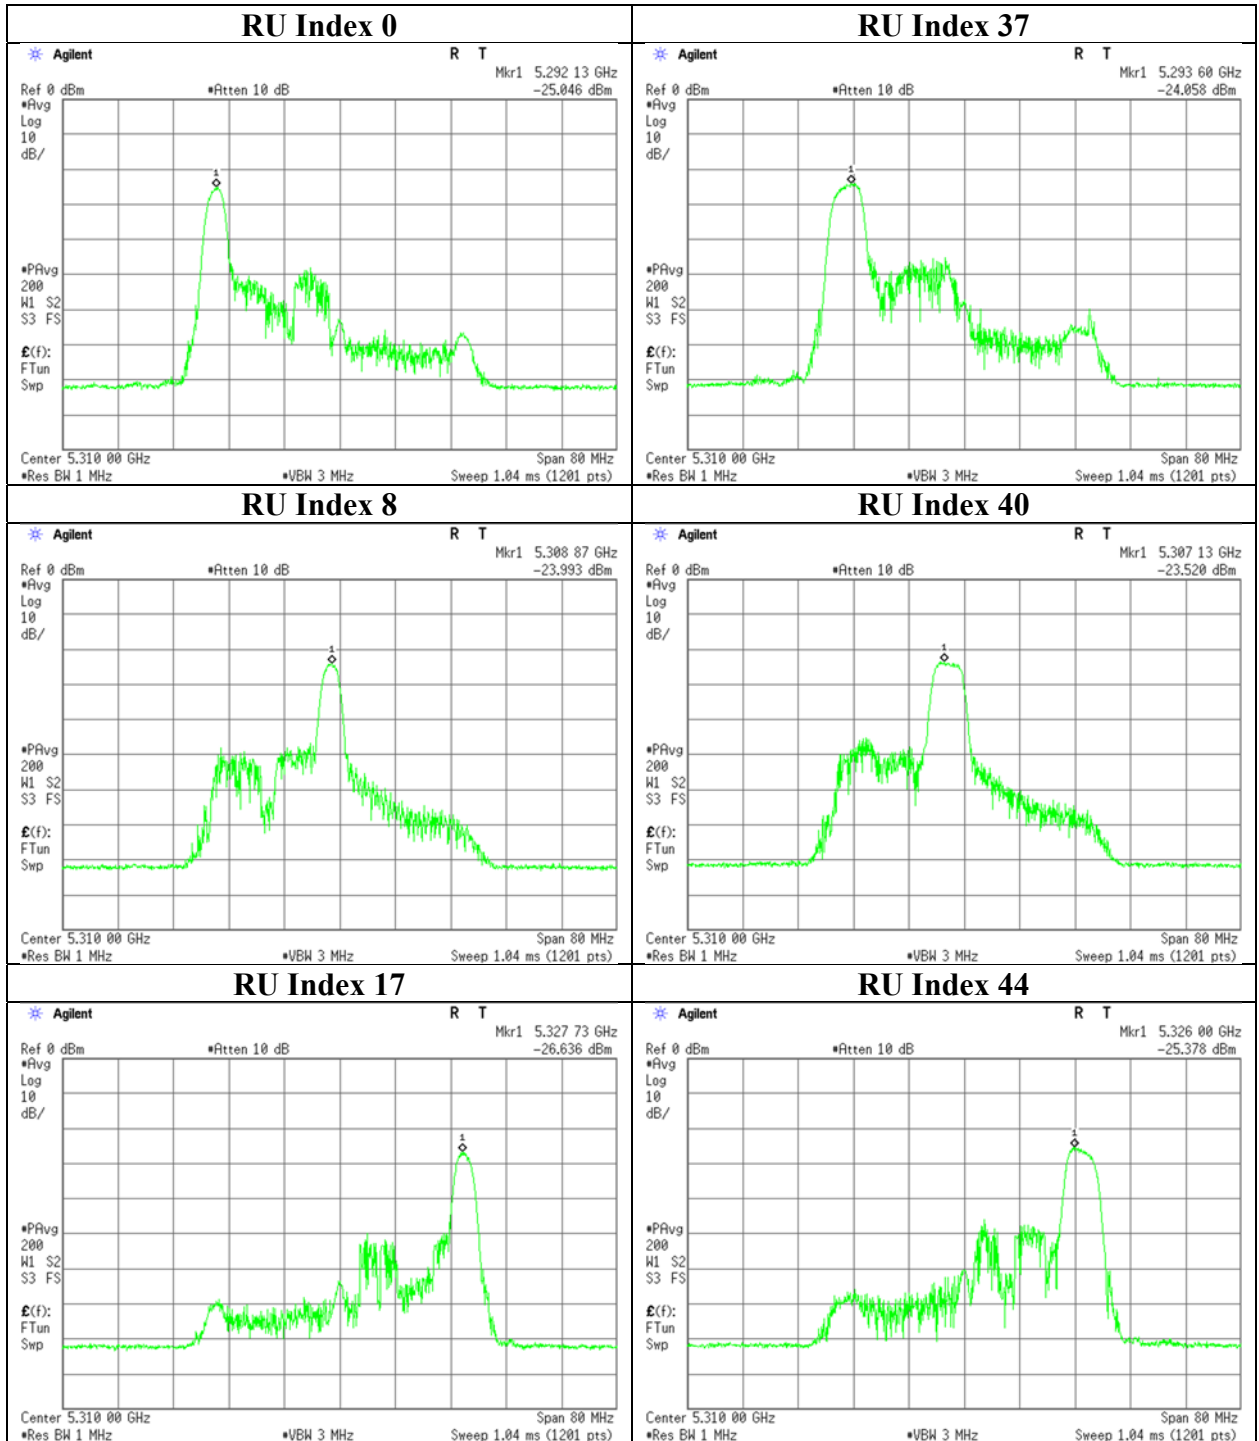 RU Index 0
Agilent
R T
Mkr1 5.292 13 GHz
Ref 0 dBm
*Atten 10 dB
-25.046 dBm
*Avg
Log
10
dB/
1
*PAvg
200
W1 S2
S3 FS
£(f):
FTun
Swp
Center 5.310 00 GHz
Span 80 MHz
*Res BW 1 MHz
*VBW 3 MHz
Sweep 1.04 ms (1201 pts)
RU Index 37
Agilent
R T
Mkr1 5.293 60 GHz
Ref 0 dBm
*Atten 10 dB
-24.058 dBm
*Avg
Log
10
dB/
1
*PAvg
200
W1 S2
S3 FS
£(f):
FTun
Swp
Center 5.310 00 GHz
Span 80 MHz
*Res BW 1 MHz
*VBW 3 MHz
Sweep 1.04 ms (1201 pts)
RU Index 8
Agilent
R T
Mkr1 5.308 87 GHz
Ref 0 dBm
*Atten 10 dB
-23.993 dBm
*Avg
Log
10
dB/
1
*PAvg
200
W1 S2
S3 FS
£(f):
FTun
Swp
Center 5.310 00 GHz
Span 80 MHz
*Res BW 1 MHz
*VBW 3 MHz
Sweep 1.04 ms (1201 pts)
RU Index 40
Agilent
R T
Mkr1 5.307 13 GHz
Ref 0 dBm
*Atten 10 dB
-23.520 dBm
*Avg
Log
10
dB/
1
*PAvg
200
W1 S2
S3 FS
£(f):
FTun
Swp
Center 5.310 00 GHz
Span 80 MHz
*Res BW 1 MHz
*VBW 3 MHz
Sweep 1.04 ms (1201 pts)
RU Index 17
Agilent
R T
Mkr1 5.327 73 GHz
Ref 0 dBm
*Atten 10 dB
-26.636 dBm
*Avg
Log
10
dB/
1
*PAvg
200
W1 S2
S3 FS
£(f):
FTun
Swp
Center 5.310 00 GHz
Span 80 MHz
*Res BW 1 MHz
*VBW 3 MHz
Sweep 1.04 ms (1201 pts)
RU Index 44
Agilent
R T
Mkr1 5.326 00 GHz
Ref 0 dBm
*Atten 10 dB
-25.378 dBm
*Avg
Log
10
dB/
1
*PAvg
200
W1 S2
S3 FS
£(f):
FTun
Swp
Center 5.310 00 GHz
Span 80 MHz
*Res BW 1 MHz
*VBW 3 MHz
Sweep 1.04 ms (1201 pts)